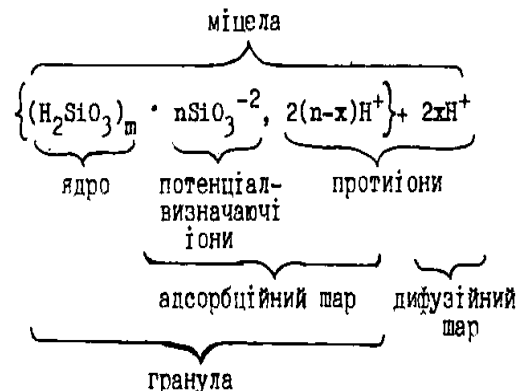 міцела
{(H₂SiO₃)ₘ · nSiO₃⁻², 2(n-x)H⁺}+ 2xH⁺
ядро потенціал- протиіони
визначаючі
іони
адсорбційний шар дифузійний
шар
гранула